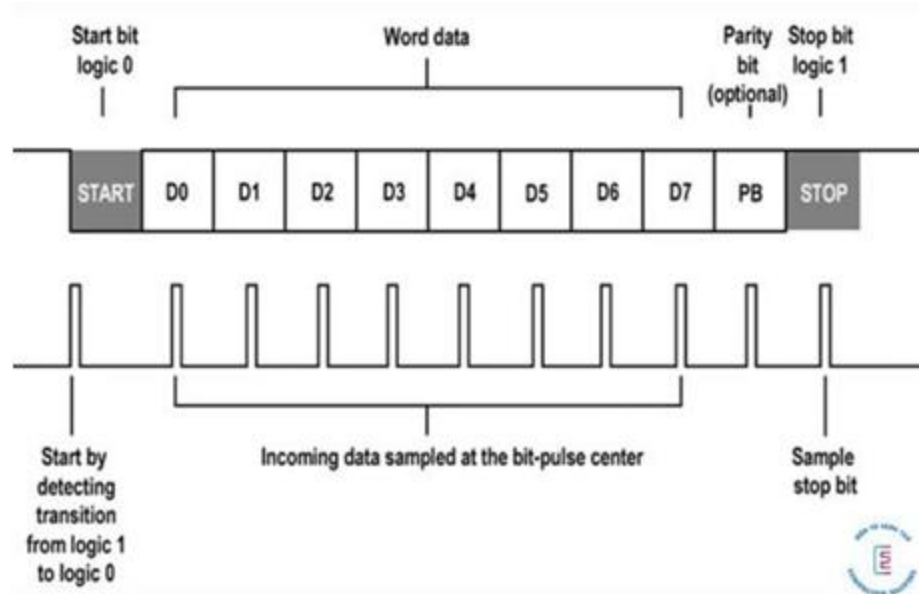 Start bit
logic 0
Word data
Parity
bit
(optional)
Stop bit
logic 1
START D0 D1 D2 D3 D4 D5 D6 D7 PB STOP
Start by
detecting
transition
from logic 1
to logic 0
Incoming data sampled at the bit-pulse center
Sample
stop bit